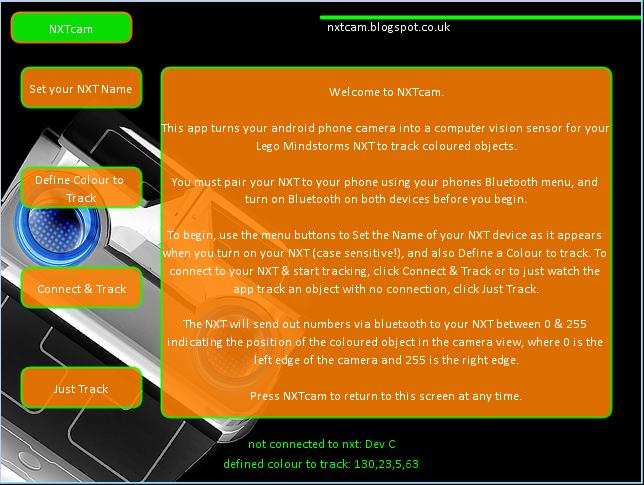 NXTcam
nxtcam.blogspot.co.uk
Set your NXT Name
Define Colour to
Track
Connect & Track
Just Track
Welcome to NXTcam.
This app turns your android phone camera into a computer vision sensor for your
Lego Mindstorms NXT to track coloured objects.
You must pair your NXT to your phone using your phones Bluetooth menu, and
turn on Bluetooth on both devices before you begin.
To begin, use the menu buttons to Set the Name of your NXT device as it appears
when you turn on your NXT (case sensitive!), and also Define a Colour to track. To
connect to your NXT & start tracking, click Connect & Track or to just watch the
app track an object with no connection, click Just Track.
The NXT will send out numbers via bluetooth to your NXT between 0 & 255
indicating the position of the coloured object in the camera view, where 0 is the
left edge of the camera and 255 is the right edge.
Press NXTcam to return to this screen at any time.
not connected to nxt: Dev C
defined colour to track: 130,23,5,63